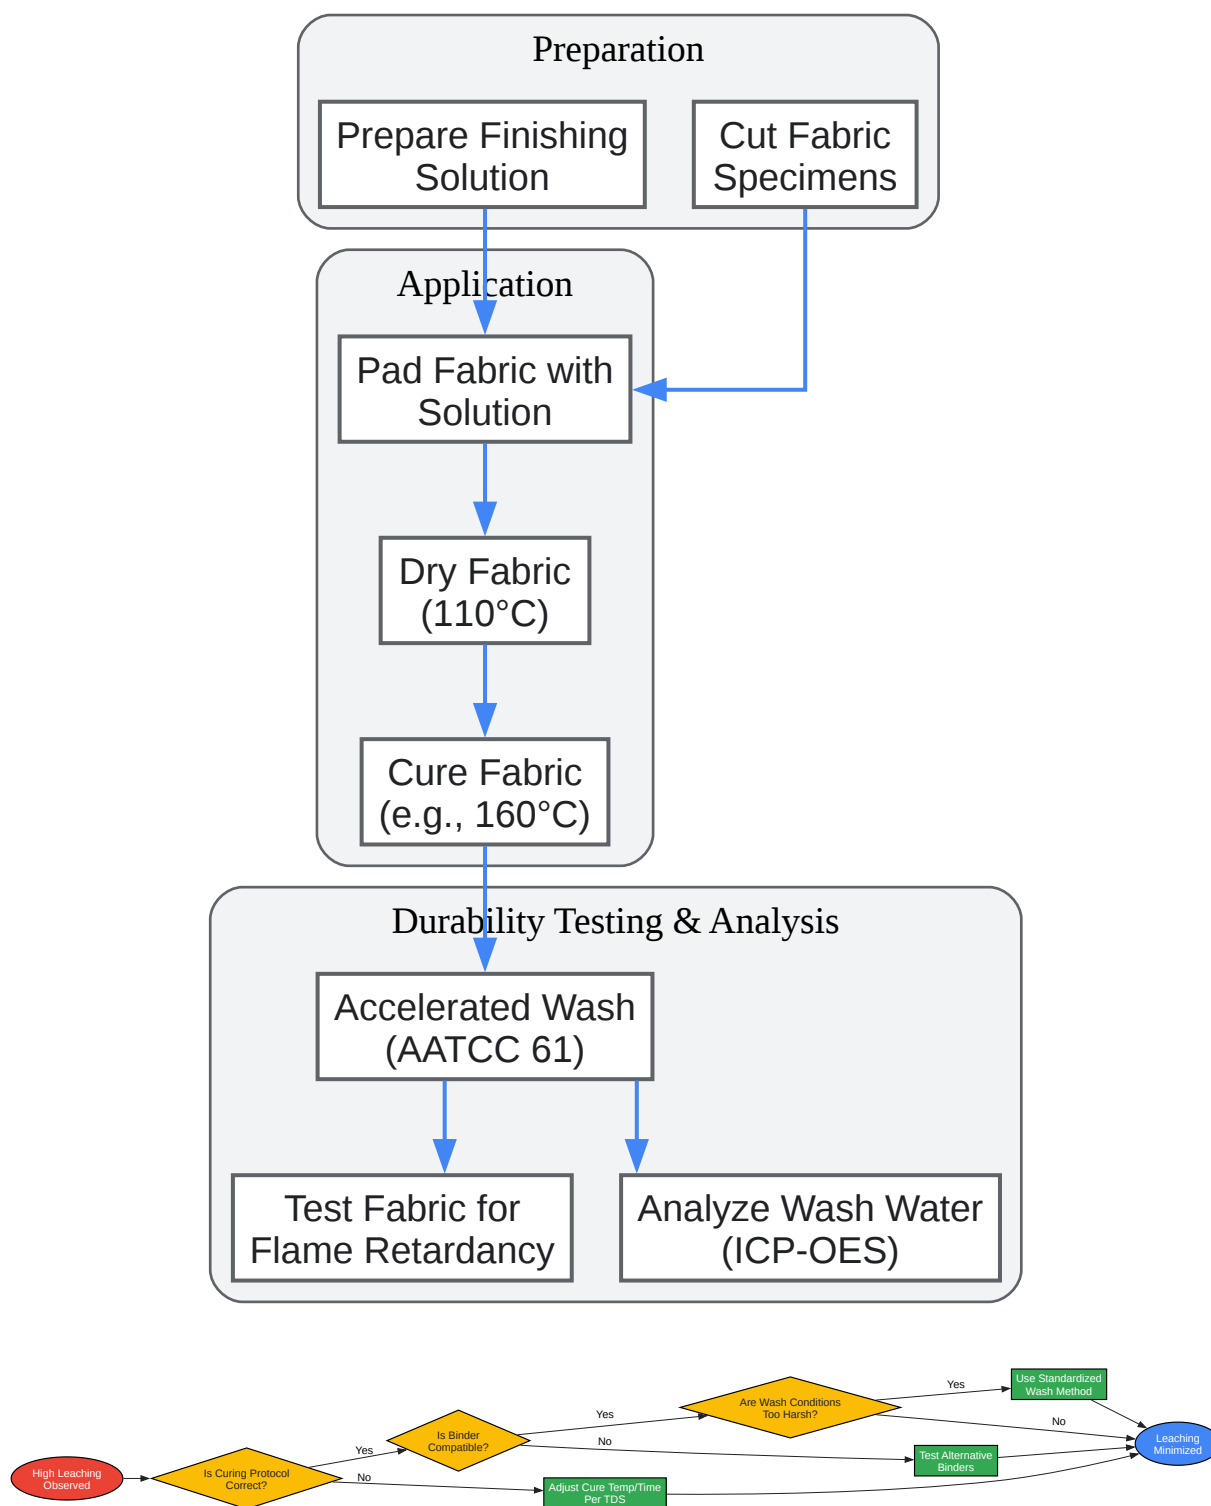 Preparation
Prepare Finishing
Solution
Cut Fabric
Specimens
Application
Pad Fabric with
Solution
Dry Fabric
(110°C)
Cure Fabric
(e.g., 160°C)
Durability Testing & Analysis
Accelerated Wash
(AATCC 61)
Test Fabric for
Flame Retardancy
Analyze Wash Water
(ICP-OES)
High Leaching
Observed
Is Curing Protocol
Correct?
Yes
No
Is Binder
Compatible?
Yes
No
Adjust Cure Temp/Time
Per TDS
Are Wash Conditions
Too Harsh?
Yes
No
Test Alternative
Binders
Use Standardized
Wash Method
Leaching
Minimized